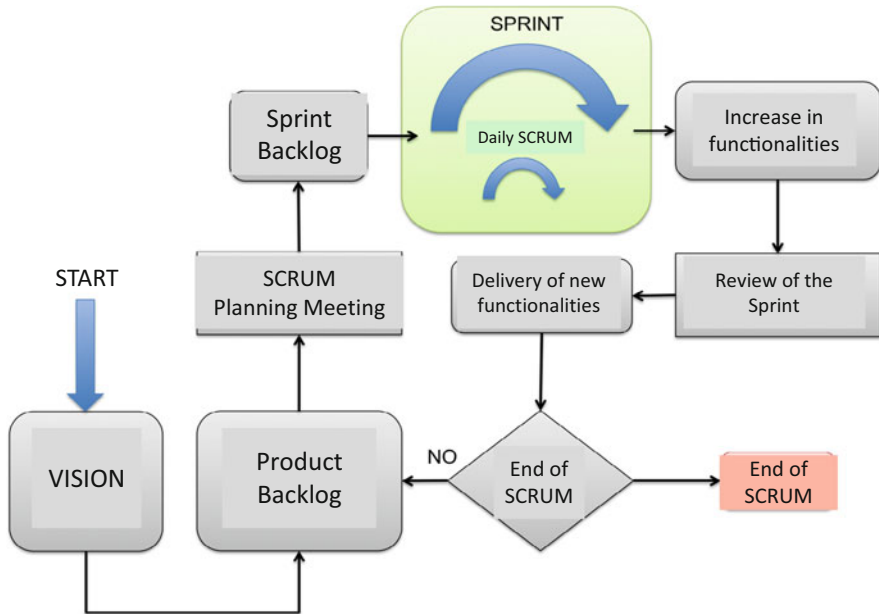 START
VISION
Product
Backlog
SCRUM
Planning Meeting
Sprint
Backlog
SPRINT
Daily SCRUM
Increase in
functionalities
Review of the
Sprint
Delivery of new
functionalities
End of
SCRUM
NO
End of
SCRUM